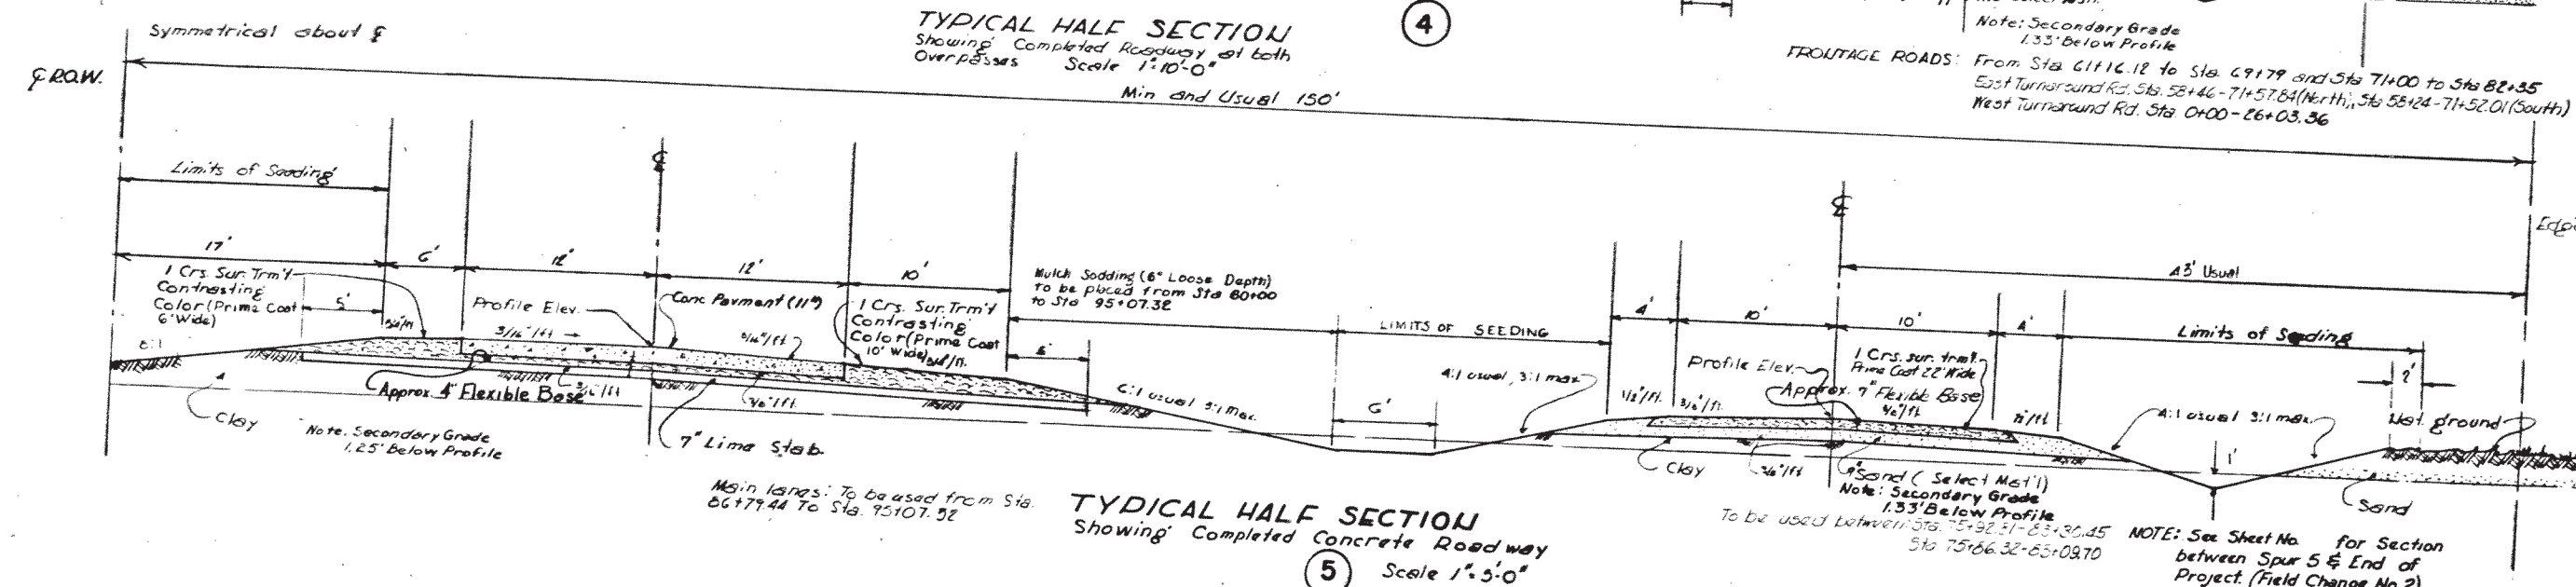 TYPICAL HALF SECTION
Showing Completed Roadway at both
Overpasses Scale 1"=10'-0"
4
Note: Secondary Grade
1.33' Below Profile
FRONTAGE ROADS: From Sta 61+16.12 to Sta. 69+79 and Sta 71+00 to Sta 82+35
East Turnaround Rd. Sta. 58+46-71+57.84(North), Sta 58+24-71+52.01(South)
West Turnaround Rd. Sta. 0+00-26+03.36
Symmetrical about ℄
℄ R.O.W.
Min and Usual 150'
Limits of Seeding
℄
℄
17'
6'
12'
12'
10'
43' Usual
1 Crs. Sur. Trm't
Contrasting
Color (Prime Coat
6' Wide)
5'
Profile Elev.
Conc Pavment (11")
1 Crs. Sur. Trm't
Contrasting
Color (Prime Coat
10' Wide)
Mulch Sodding (6" Loose Depth)
to be placed from Sta 80+00
to Sta 95+07.32
LIMITS OF SEEDING
4'
10'
10'
4'
Limits of Seeding
8:1
3/16"/ft
6:1 usual 3:1 max.
4:1 usual, 3:1 max
Profile Elev.
1 Crs. sur. trmt.
Prime Coat 22' Wide
Approx. 7" Flexible Base
2'
Approx. 4" Flexible Base
Clay
6'
4:1 usual 3:1 max.
Nat. ground
Note. Secondary Grade
1.25' Below Profile
7" Lime Stab.
Clay
Sand (Select Mat'l)
Note: Secondary Grade
1.33' Below Profile
1'
Sand
Main lanes: To be used from Sta.
86+79.44 To Sta. 95+07.32
TYPICAL HALF SECTION
Showing Completed Concrete Roadway
5 Scale 1"=5'-0"
To be used between Sta. 75+92.31-83+30.45
Sta 75+86.32-83+09.70
NOTE: See Sheet No. for Section
between Spur 5 & End of
Project (Field Change No. 2)